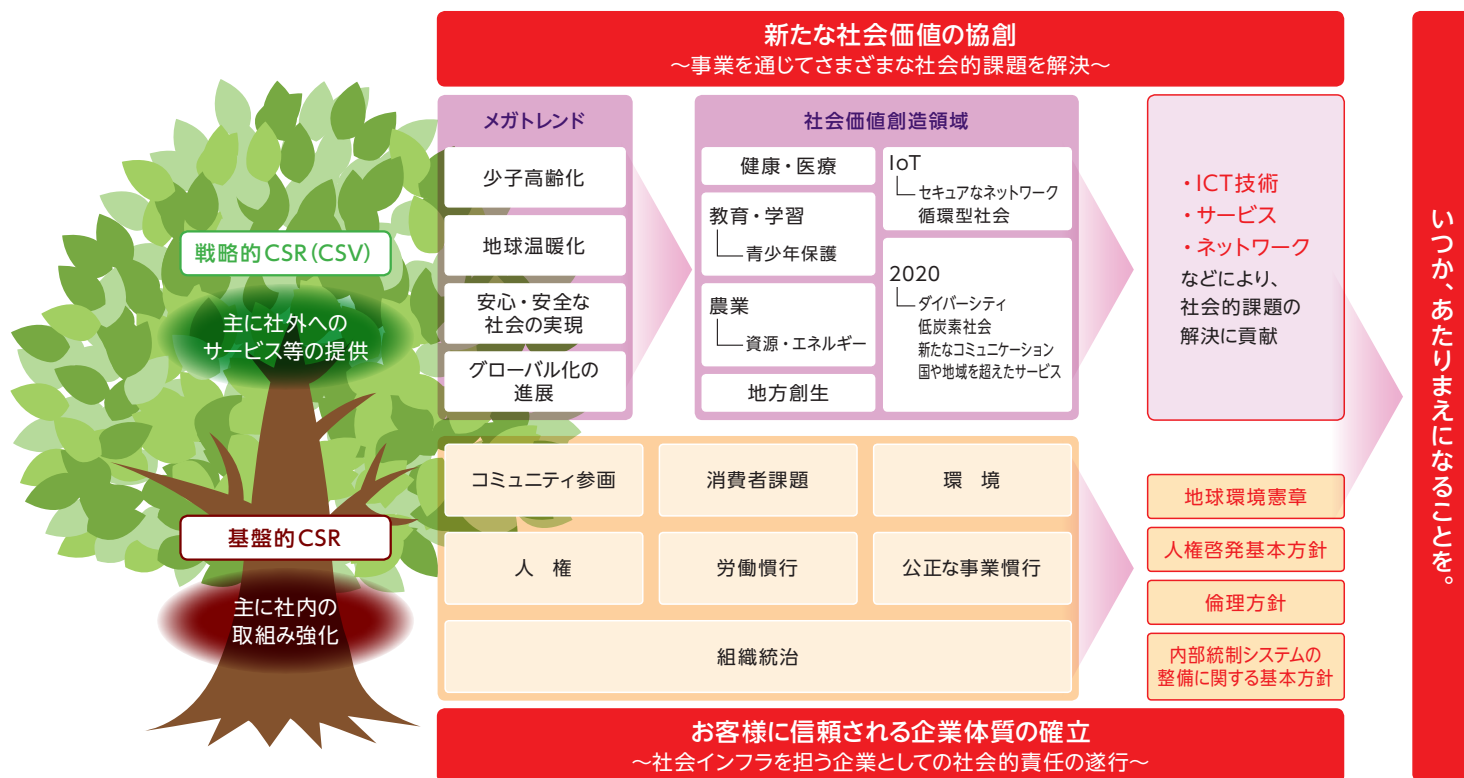 新たな社会価値の協創
～事業を通じてさまざまな社会的課題を解決～
戦略的CSR(CSV)
主に社外への
サービス等の提供
基盤的CSR
主に社内の
取組み強化
メガトレンド
少子高齢化
地球温暖化
安心・安全な
社会の実現
グローバル化の
進展
社会価値創造領域
健康・医療
教育・学習
青少年保護
農業
資源・エネルギー
地方創生
IoT
セキュアなネットワーク
循環型社会
2020
ダイバーシティ
低炭素社会
新たなコミュニケーション
国や地域を超えたサービス
・ICT技術
・サービス
・ネットワーク
などにより、
社会的課題の
解決に貢献
コミュニティ参画
消費者課題
環　境
人　権
労働慣行
公正な事業慣行
組織統治
地球環境憲章
人権啓発基本方針
倫理方針
内部統制システムの
整備に関する基本方針
お客様に信頼される企業体質の確立
～社会インフラを担う企業としての社会的責任の遂行～
いつか、あたりまえになることを。